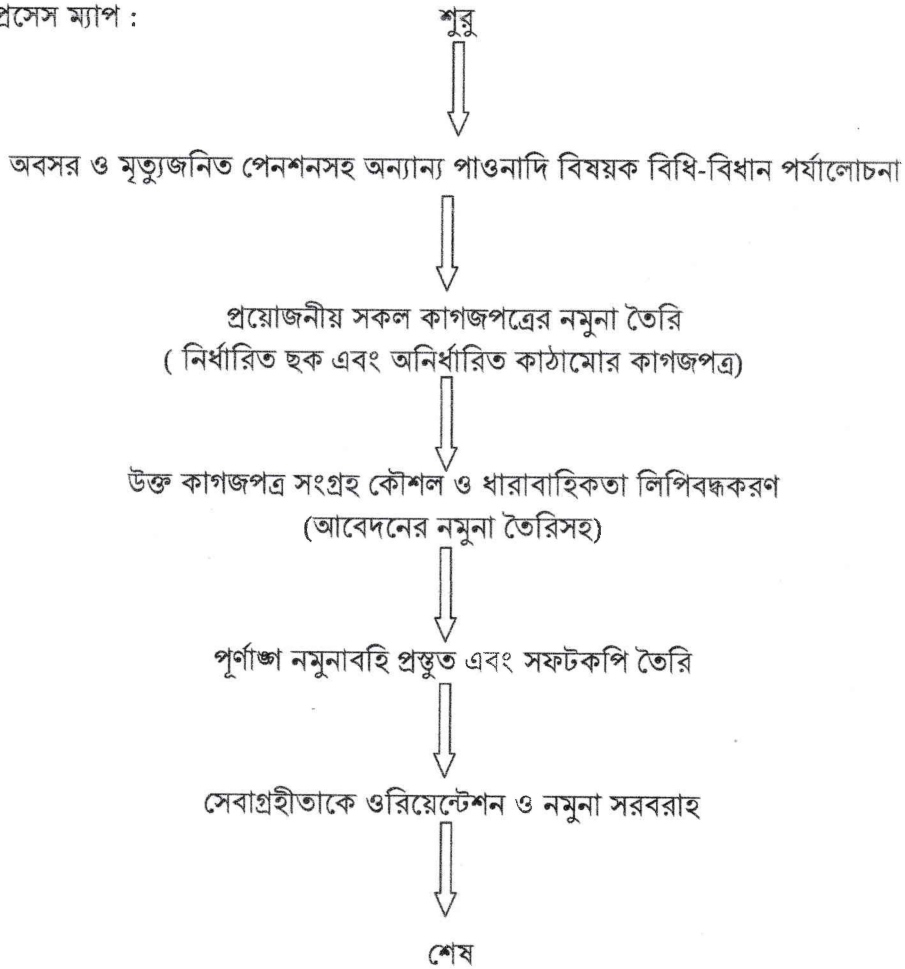 প্রসেস ম্যাপ :
শুরু
অবসর ও মৃত্যুজনিত পেনশনসহ অন্যান্য পাওনাদি বিষয়ক বিধি-বিধান পর্যালোচনা
প্রয়োজনীয় সকল কাগজপত্রের নমুনা তৈরি
( নির্ধারিত ছক এবং অনির্ধারিত কাঠামোর কাগজপত্র)
উক্ত কাগজপত্র সংগ্রহ কৌশল ও ধারাবাহিকতা লিপিবদ্ধকরণ
(আবেদনের নমুনা তৈরিসহ)
পূর্ণাঙ্গ নমুনাবহি প্রস্তুত এবং সফটকপি তৈরি
সেবাগ্রহীতাকে ওরিয়েন্টেশন ও নমুনা সরবরাহ
শেষ